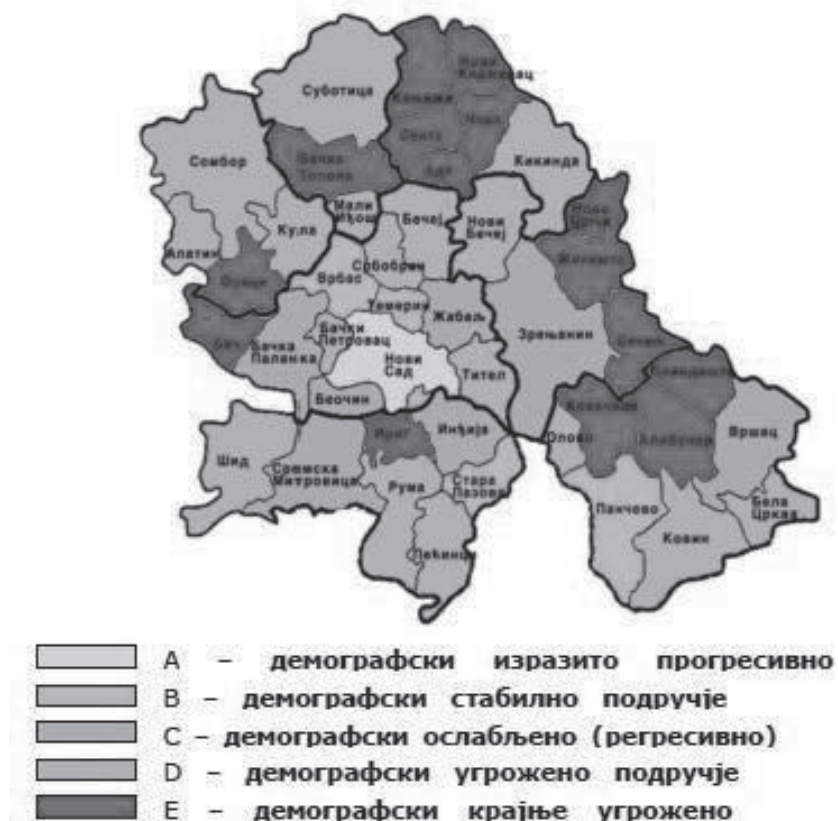 Суботица
Кањижа
Чока
Сента
Ада
Кикинда
Сомбор
Бачка
Топола
Мали
Иђош
Бечеј
Нови
Бечеј
Кула
Апатин
Оџаци
Србобран
Врбас
Темерин
Жабаљ
Зрењанин
Бач
Бачка
Паланка
Бачки
Петровац
Нови
Сад
Тител
Беочин
Ириг
Инђија
Шид
Сремска
Митровица
Рума
Стара
Пазова
Пећинци
Алибунар
Вршац
Панчево
Ковин
Бела
Црква
A – демографски изразито прогресивно
B – демографски стабилно подручје
C – демографски ослабљено (регресивно)
D – демографски угрожено подручје
E – демографски крајње угрожено